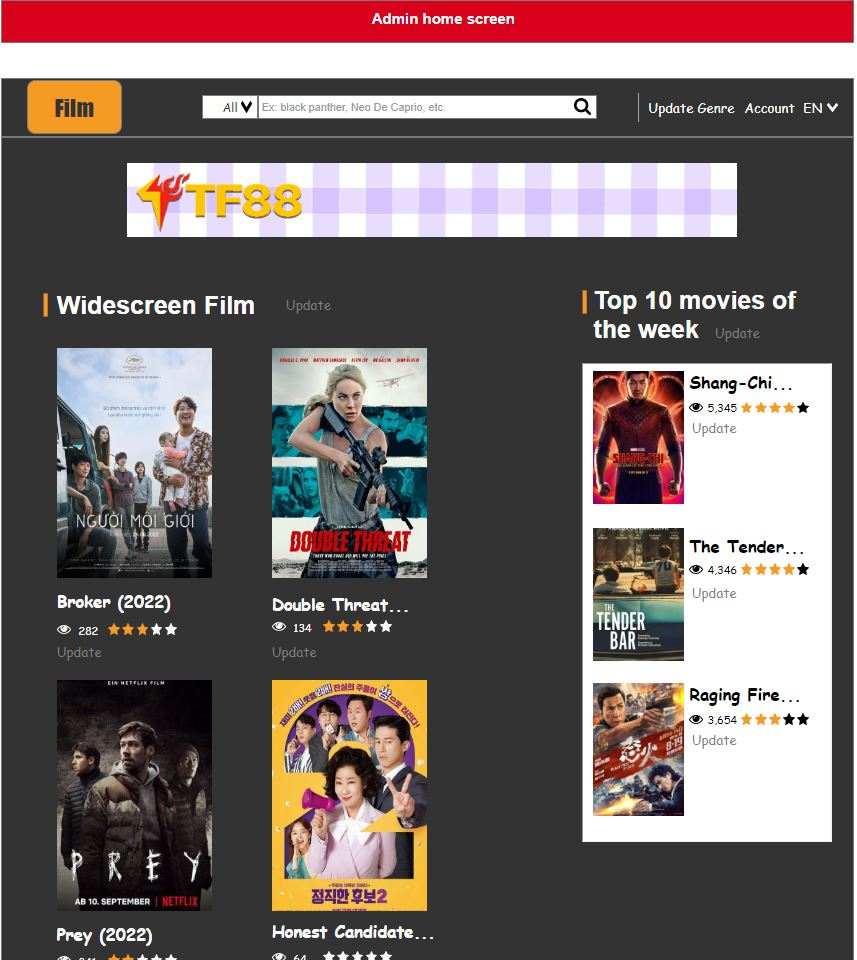 Admin home screen
Film
All
Ex: black panther, Neo De Caprio, etc.
Update Genre Account EN
TF88
Widescreen Film Update
NGƯỜI MÔI GIỚI
Broker (2022)
282
Update
DOUBLE THREAT
Double Threat...
134
Update
EIN NETFLIX FILM
PREY
AB 10. SEPTEMBER | NETFLIX
Prey (2022)
정직한 후보2
Honest Candidate...
64
Top 10 movies of
the week Update
SHANG-CHI
Shang-Chi...
5,345
Update
THE
TENDER
BAR
The Tender...
4,346
Update
8.19
Raging Fire...
3,654
Update